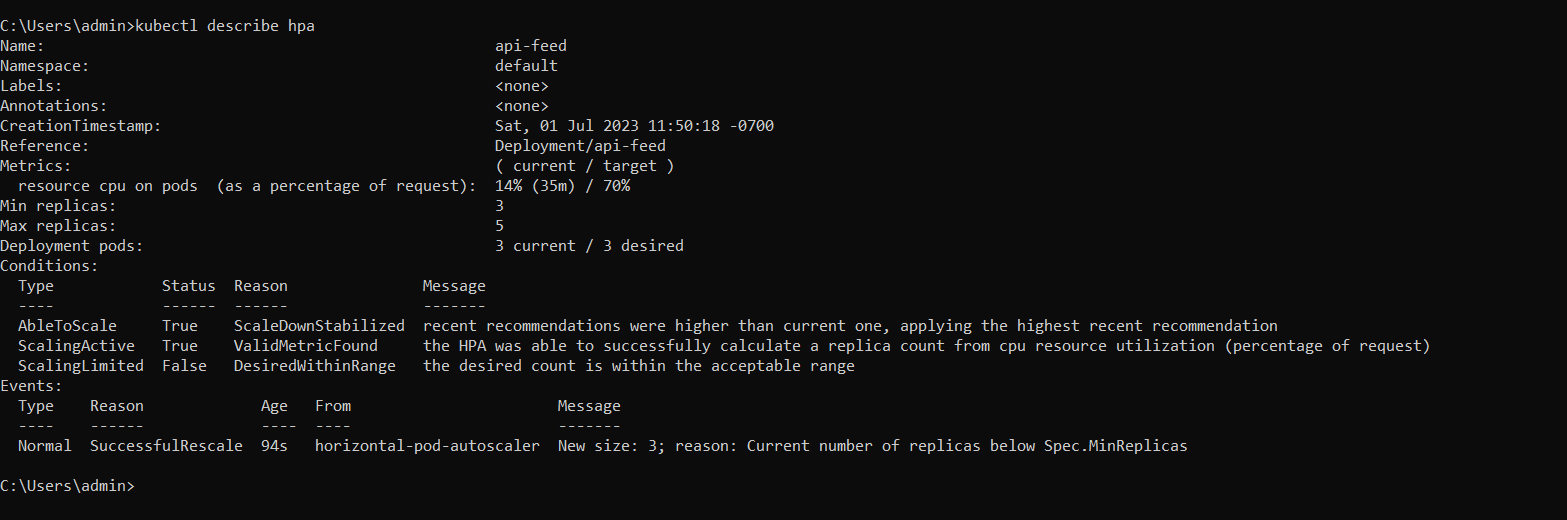 C:\Users\admin>kubectl describe hpa
Name:                                                  api-feed
Namespace:                                             default
Labels:                                                <none>
Annotations:                                           <none>
CreationTimestamp:                                     Sat, 01 Jul 2023 11:50:18 -0700
Reference:                                             Deployment/api-feed
Metrics:                                               ( current / target )
  resource cpu on pods  (as a percentage of request):  14% (35m) / 70%
Min replicas:                                          3
Max replicas:                                          5
Deployment pods:                                       3 current / 3 desired
Conditions:
  Type            Status  Reason               Message
  ----            ------  ------               -------
  AbleToScale     True    ScaleDownStabilized  recent recommendations were higher than current one, applying the highest recent recommendation
  ScalingActive   True    ValidMetricFound     the HPA was able to successfully calculate a replica count from cpu resource utilization (percentage of request)
  ScalingLimited  False   DesiredWithinRange   the desired count is within the acceptable range
Events:
  Type    Reason             Age   From                       Message
  ----    ------             ----  ----                       -------
  Normal  SuccessfulRescale  94s   horizontal-pod-autoscaler  New size: 3; reason: Current number of replicas below Spec.MinReplicas
C:\Users\admin>